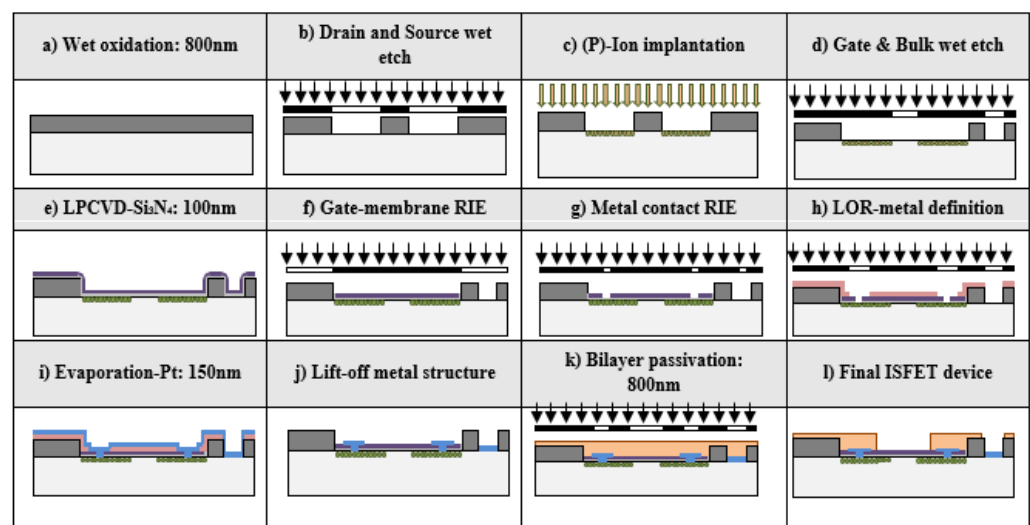 a) Wet oxidation: 800nm
b) Drain and Source wet
etch
c) (P)-Ion implantation
d) Gate & Bulk wet etch
e) LPCVD-Si₃N₄: 100nm
f) Gate-membrane RIE
g) Metal contact RIE
h) LOR-metal definition
i) Evaporation-Pt: 150nm
j) Lift-off metal structure
k) Bilayer passivation:
800nm
l) Final ISFET device